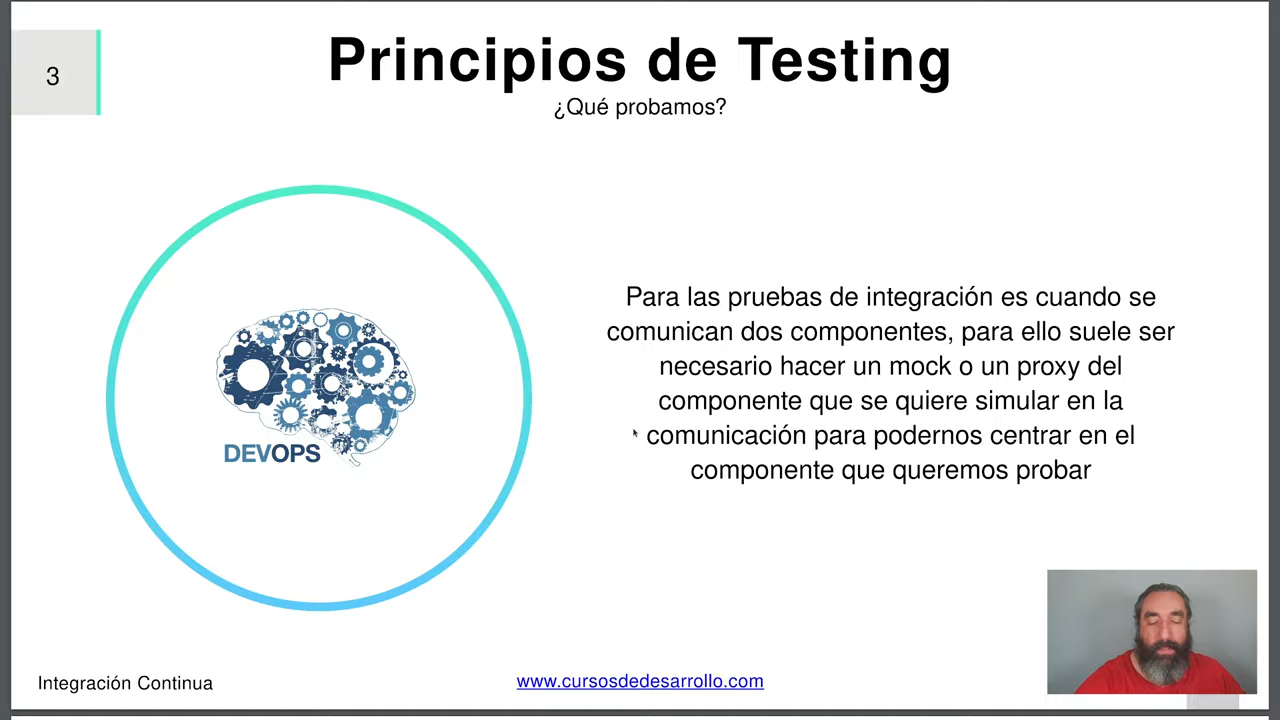 3
Principios de Testing
¿Qué probamos?
Para las pruebas de integración es cuando se
comunican dos componentes, para ello suele ser
necesario hacer un mock o un proxy del
componente que se quiere simular en la
comunicación para podernos centrar en el
componente que queremos probar
DEVOPS
Integración Continua
www.cursosdedesarrollo.com